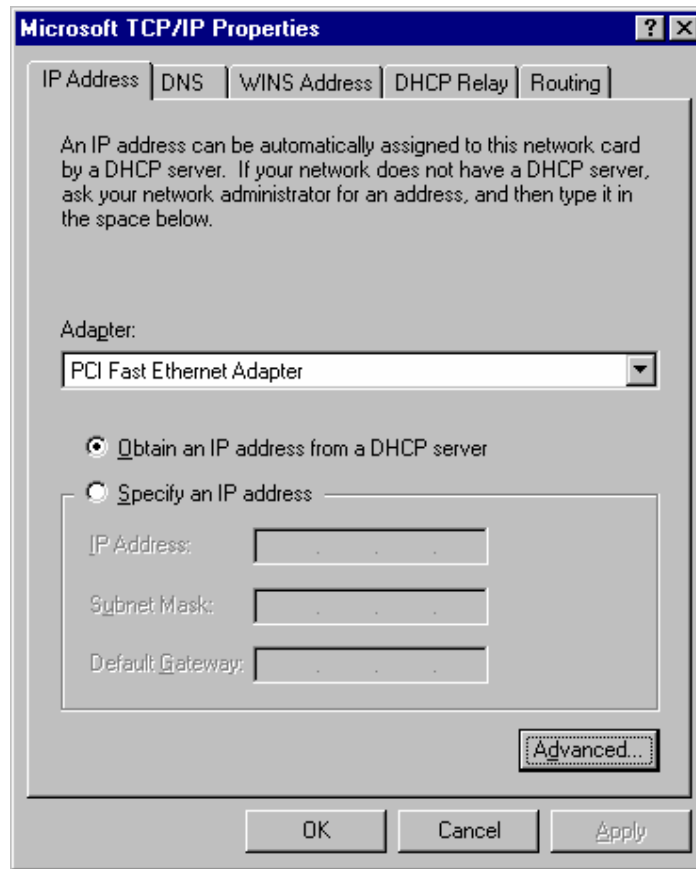 Microsoft TCP/IP Properties
IP Address DNS WINS Address DHCP Relay Routing
An IP address can be automatically assigned to this network card
by a DHCP server. If your network does not have a DHCP server,
ask your network administrator for an address, and then type it in
the space below.
Adapter:
PCI Fast Ethernet Adapter
Obtain an IP address from a DHCP server
Specify an IP address
IP Address:
Subnet Mask:
Default Gateway:
Advanced...
OK Cancel Apply